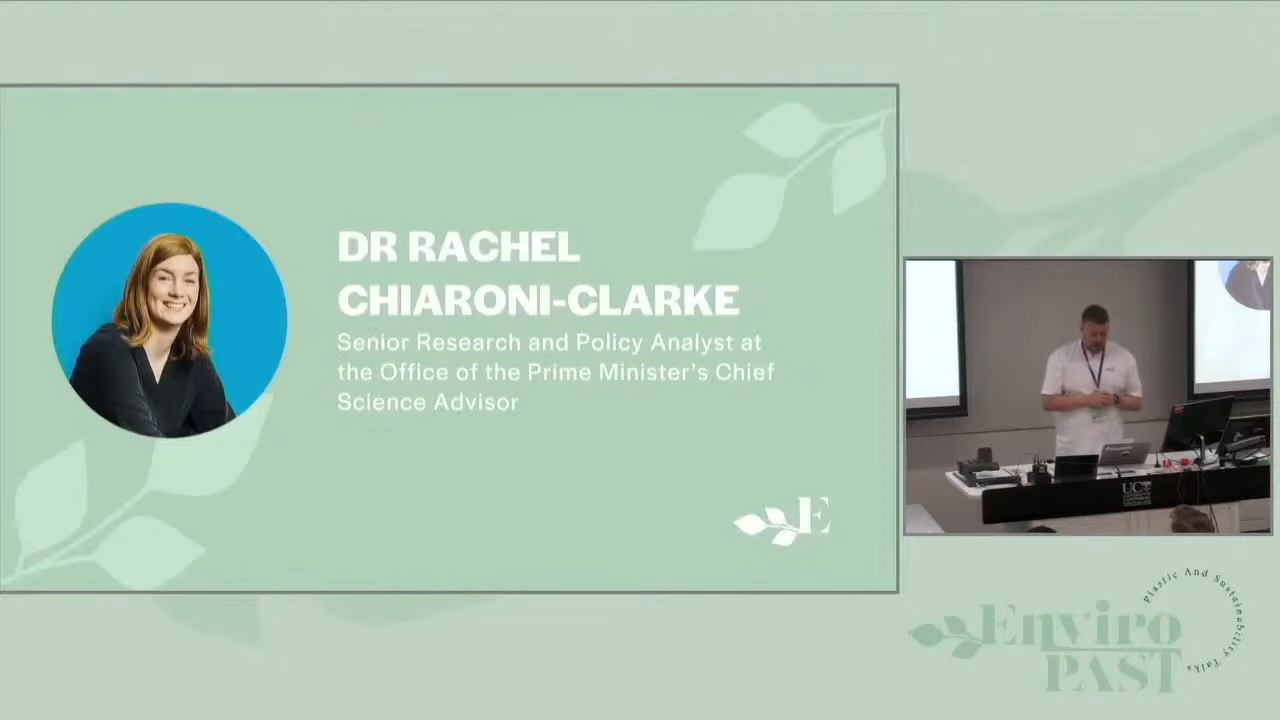 DR RACHEL
CHIARONI-CLARKE
Senior Research and Policy Analyst at
the Office of the Prime Minister's Chief
Science Advisor
E
UC
Plastic And Sustainability Talks
Enviro
PAST